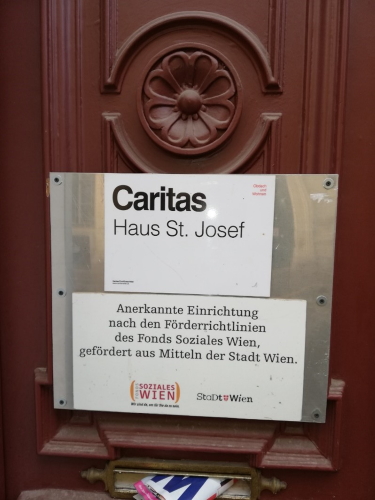 Caritas
Haus St. Josef
Anerkannte Einrichtung
nach den Förderrichtlinien
des Fonds Soziales Wien,
gefördert aus Mitteln der Stadt Wien.
FONDS
SOZIALES
WIEN
StaDt Wien